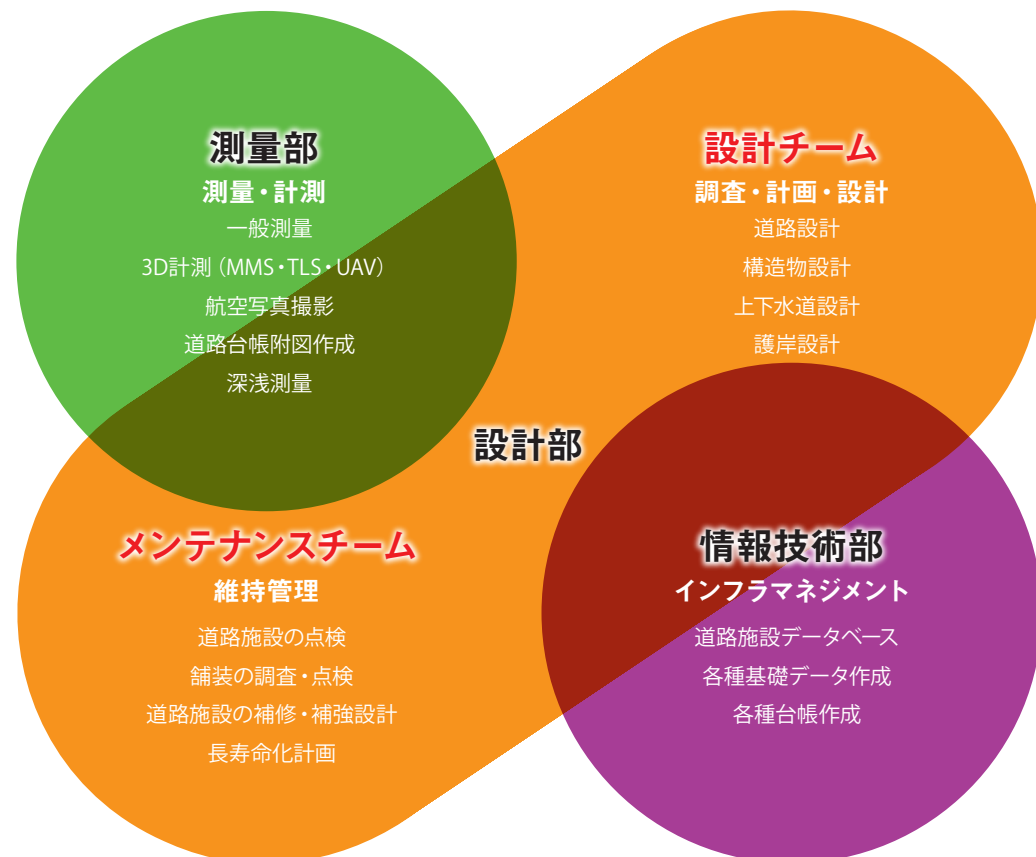 測量部
測量・計測
一般測量
3D計測（MMS・TLS・UAV）
航空写真撮影
道路台帳附図作成
深浅測量
設計チーム
調査・計画・設計
道路設計
構造物設計
上下水道設計
護岸設計
設計部
メンテナンスチーム
維持管理
道路施設の点検
舗装の調査・点検
道路施設の補修・補強設計
長寿命化計画
情報技術部
インフラマネジメント
道路施設データベース
各種基礎データ作成
各種台帳作成